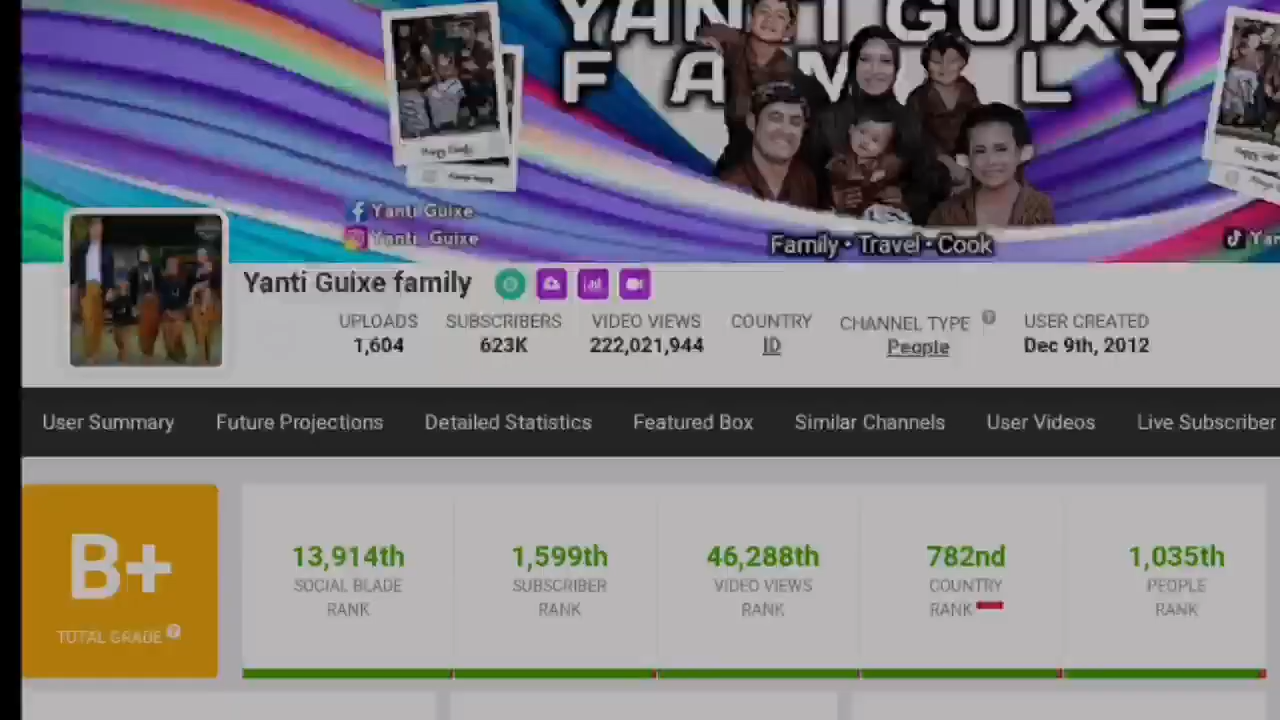 YANTI GUIXE
FAMILY
Yanti Guixe
Yanti_Guixe
Family • Travel • Cook
Yanti Guixe family
UPLOADS
1,604
SUBSCRIBERS
623K
VIDEO VIEWS
222,021,944
COUNTRY
ID
CHANNEL TYPE
People
USER CREATED
Dec 9th, 2012
User Summary
Future Projections
Detailed Statistics
Featured Box
Similar Channels
User Videos
Live Subscriber
B+
TOTAL GRADE
13,914th
SOCIAL BLADE
RANK
1,599th
SUBSCRIBER
RANK
46,288th
VIDEO VIEWS
RANK
782nd
COUNTRY
RANK
1,035th
PEOPLE
RANK